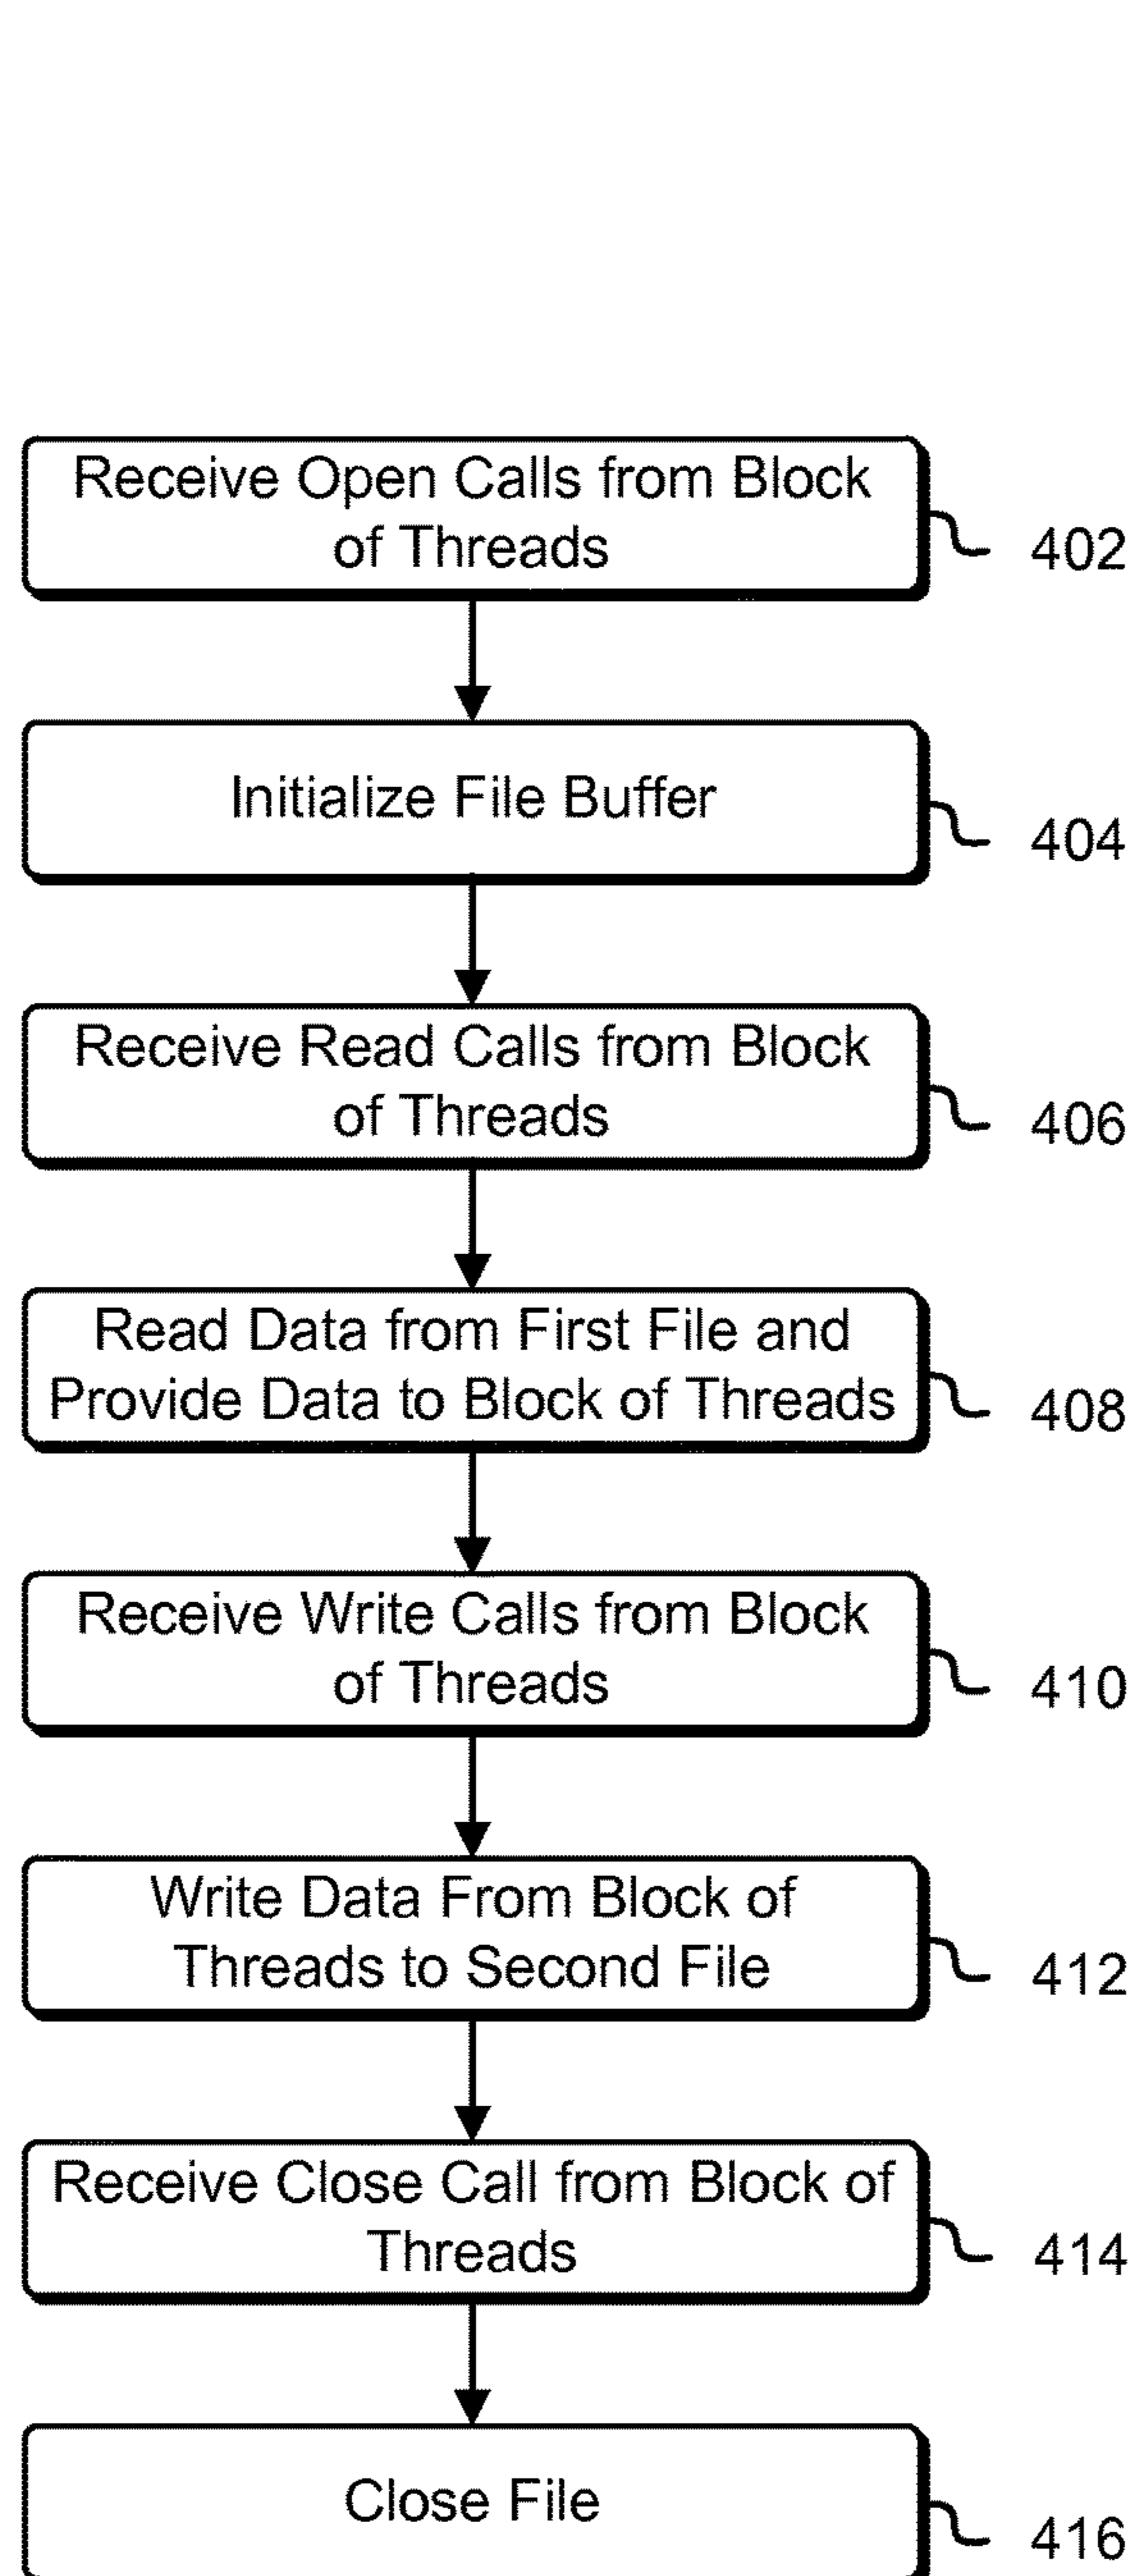 Receive Open Calls from Block
of Threads
402
Initialize File Buffer
404
Receive Read Calls from Block
of Threads
406
Read Data from First File and
Provide Data to Block of Threads
408
Receive Write Calls from Block
of Threads
410
Write Data From Block of
Threads to Second File
412
Receive Close Call from Block of
Threads
414
Close File
416